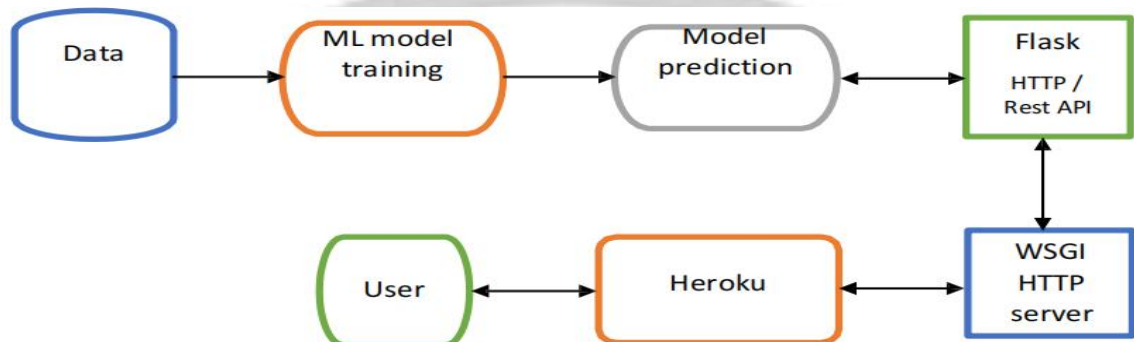 Data
ML model
training
Model
prediction
Flask
HTTP /
Rest API
User
Heroku
WSGI
HTTP
server